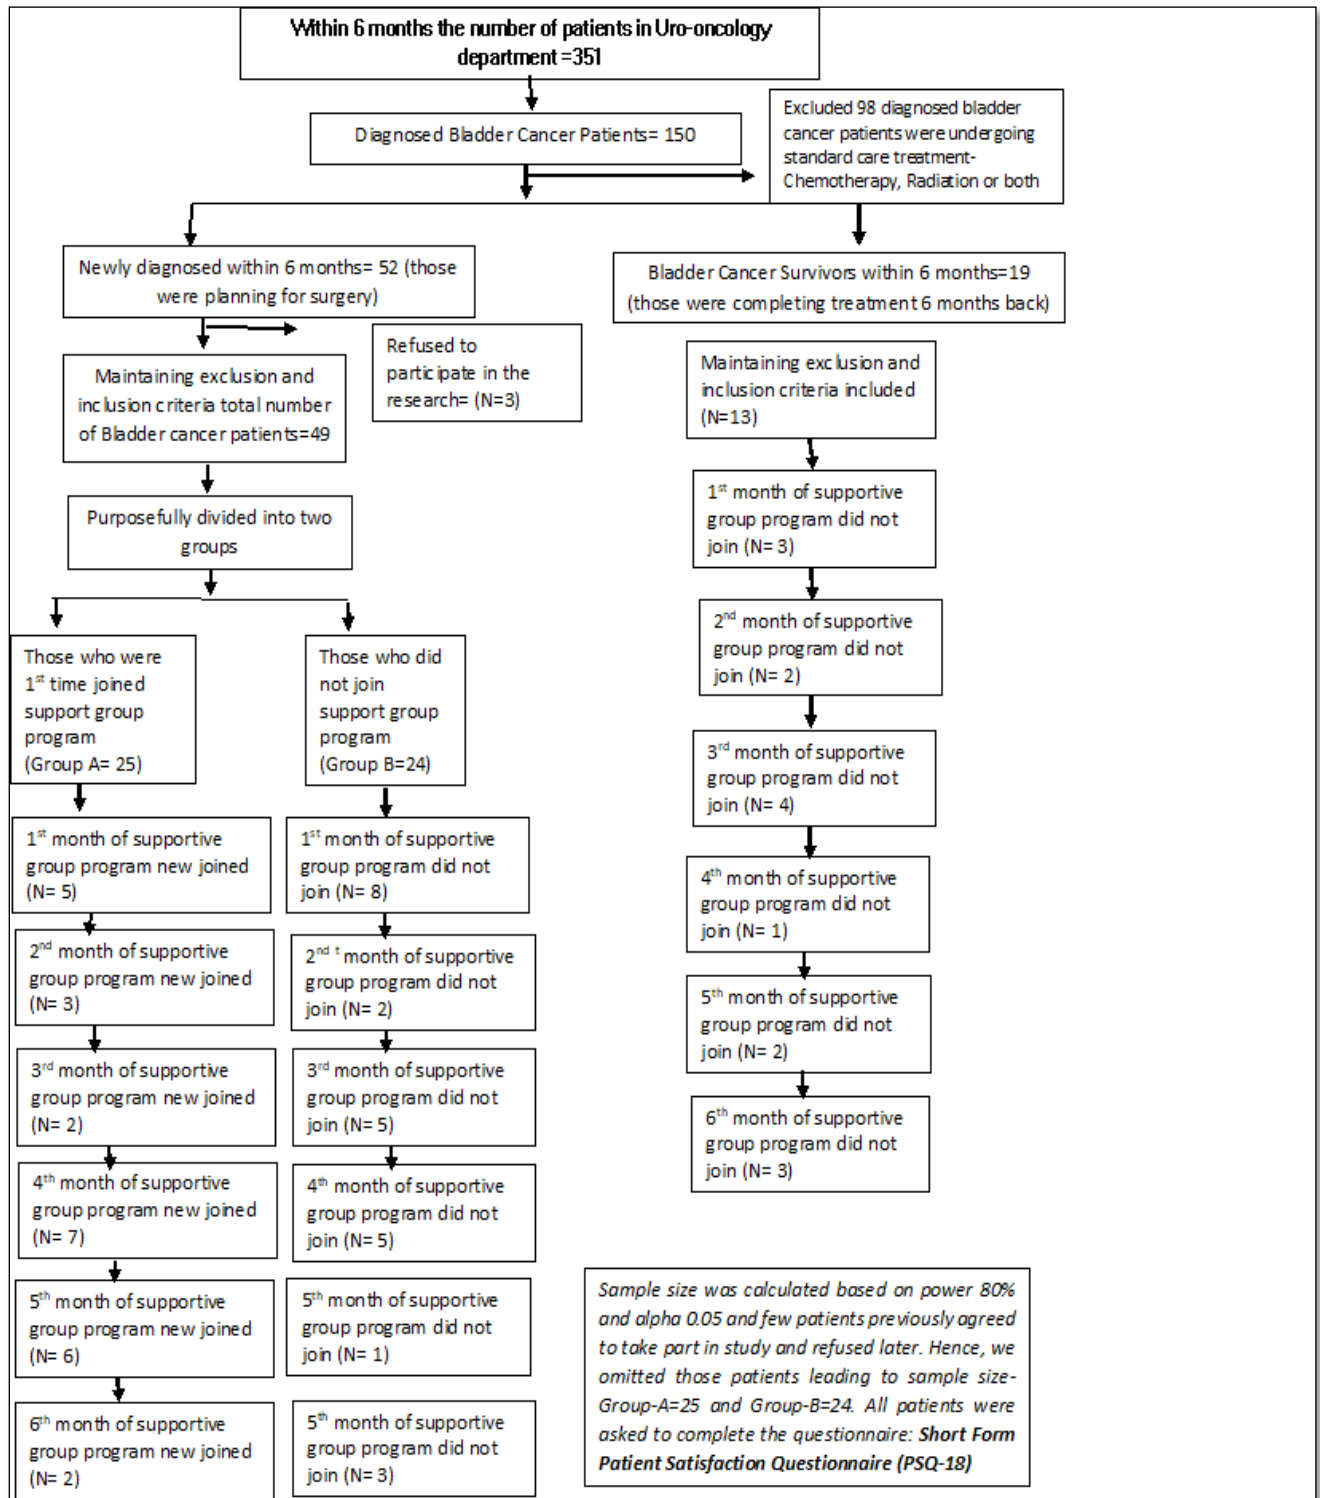 Within 6 months the number of patients in Uro-oncology
department =351
Diagnosed Bladder Cancer Patients= 150
Excluded 98 diagnosed bladder
cancer patients were undergoing
standard care treatment-
Chemotherapy, Radiation or both
Newly diagnosed within 6 months= 52 (those
were planning for surgery)
Bladder Cancer Survivors within 6 months=19
(those were completing treatment 6 months back)
Refused to
participate in the
research= (N=3)
Maintaining exclusion and
inclusion criteria total number
of Bladder cancer patients=49
Maintaining exclusion and
inclusion criteria included
(N=13)
Purposefully divided into two
groups
Those who were
1st time joined
support group
program
(Group A= 25)
Those who did
not join
support group
program
(Group B=24)
1st month of supportive
group program new joined
(N= 5)
2nd month of supportive
group program new joined
(N= 3)
3rd month of supportive
group program new joined
(N= 2)
4th month of supportive
group program new joined
(N= 7)
5th month of supportive
group program new joined
(N= 6)
6th month of supportive
group program new joined
(N= 2)
1st month of supportive
group program did not
join (N= 8)
2nd t month of supportive
group program did not
join (N= 2)
3rd month of supportive
group program did not
join (N= 5)
4th month of supportive
group program did not
join (N= 5)
5th month of supportive
group program did not
join (N= 1)
5th month of supportive
group program did not
join (N= 3)
1st month of supportive
group program did not
join (N= 3)
2nd month of supportive
group program did not
join (N= 2)
3rd month of supportive
group program did not
join (N= 4)
4th month of supportive
group program did not
join (N= 1)
5th month of supportive
group program did not
join (N= 2)
6th month of supportive
group program did not
join (N= 3)
Sample size was calculated based on power 80%
and alpha 0.05 and few patients previously agreed
to take part in study and refused later. Hence, we
omitted those patients leading to sample size-
Group-A=25 and Group-B=24. All patients were
asked to complete the questionnaire: Short Form
Patient Satisfaction Questionnaire (PSQ-18)